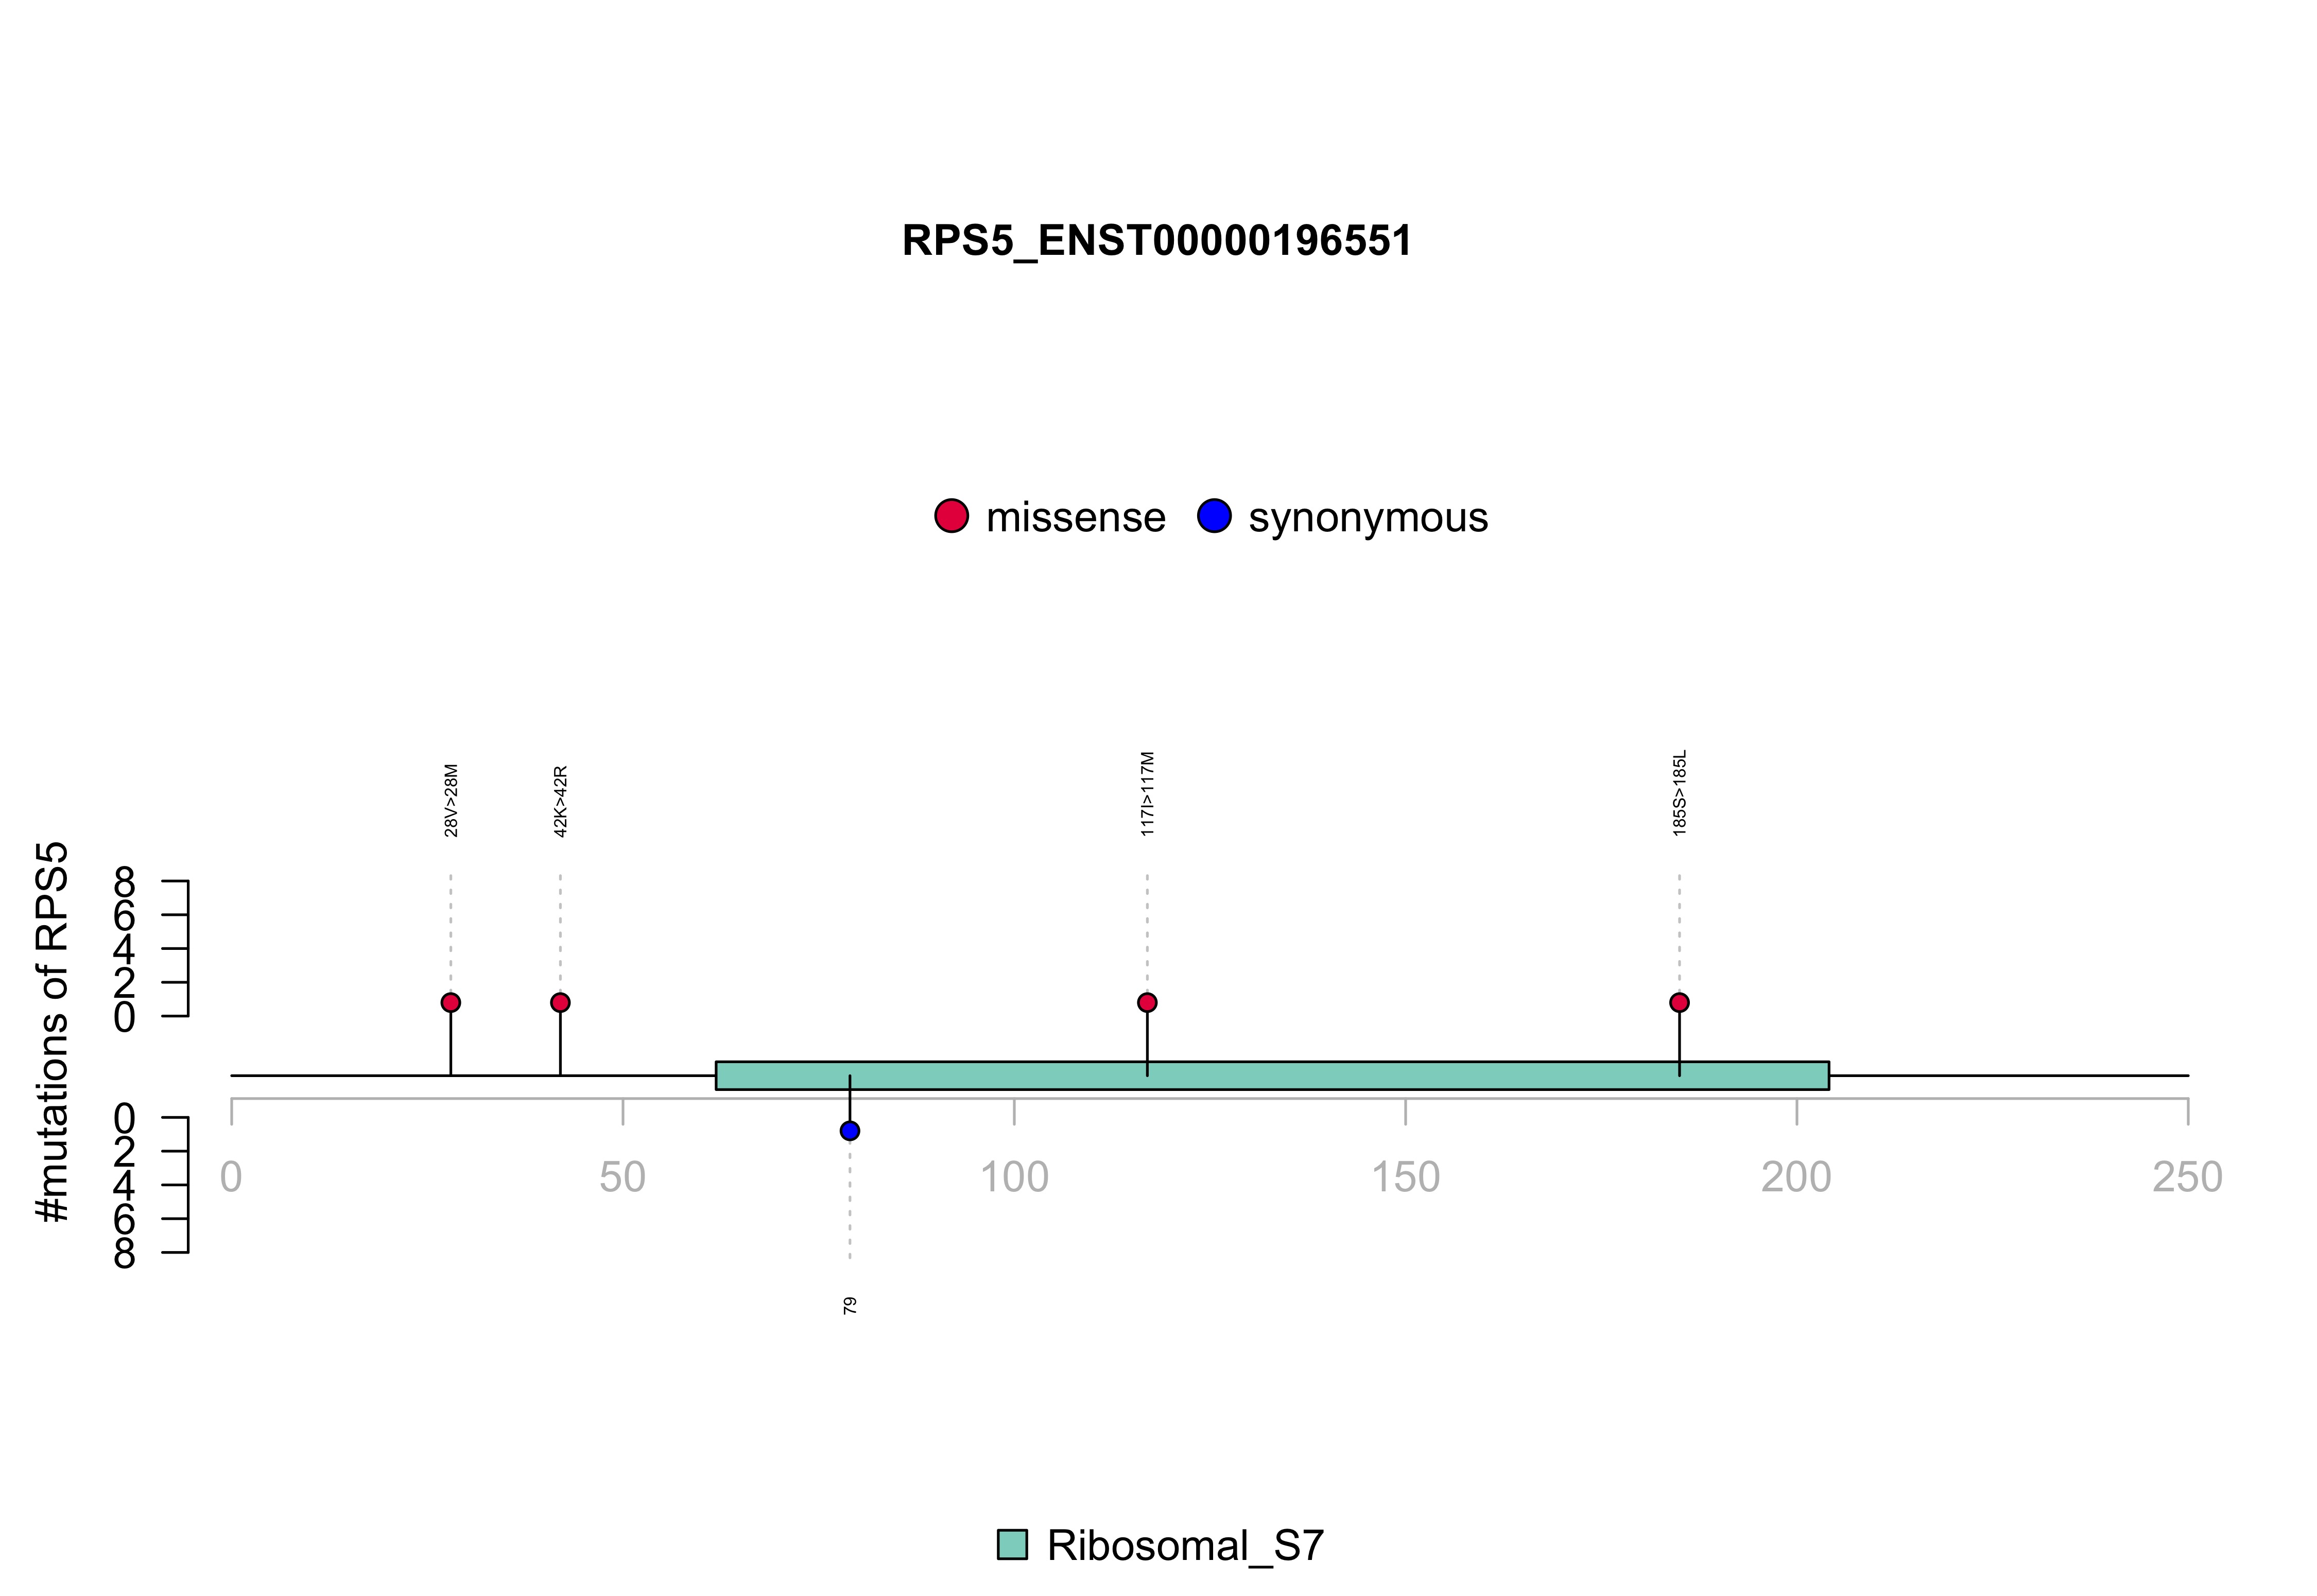 RPS5_ENST00000196551
missense synonymous
28V>28M
42K>42R
117I>117M
185S>185L
#mutations of RPS5
8
6
4
2
0
0
2
4
6
8
0 50 100 150 200 250
79
Ribosomal_S7